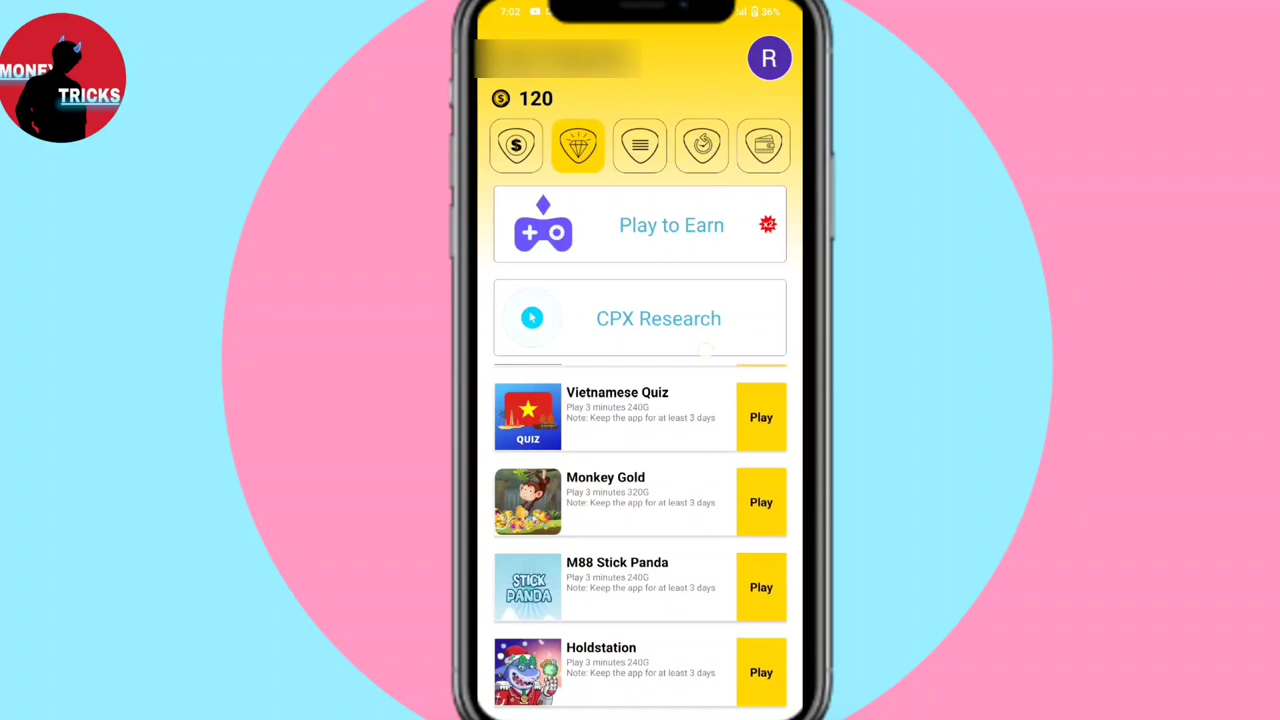 MONEY
TRICKS
7:02
36%
R
120
Play to Earn
x2
CPX Research
Vietnamese Quiz
Play 3 minutes 240G
Note: Keep the app for at least 3 days
Play
QUIZ
Monkey Gold
Play 3 minutes 320G
Note: Keep the app for at least 3 days
Play
M88 Stick Panda
Play 3 minutes 240G
Note: Keep the app for at least 3 days
Play
STICK
PANDA
Holdstation
Play 3 minutes 240G
Note: Keep the app for at least 3 days
Play